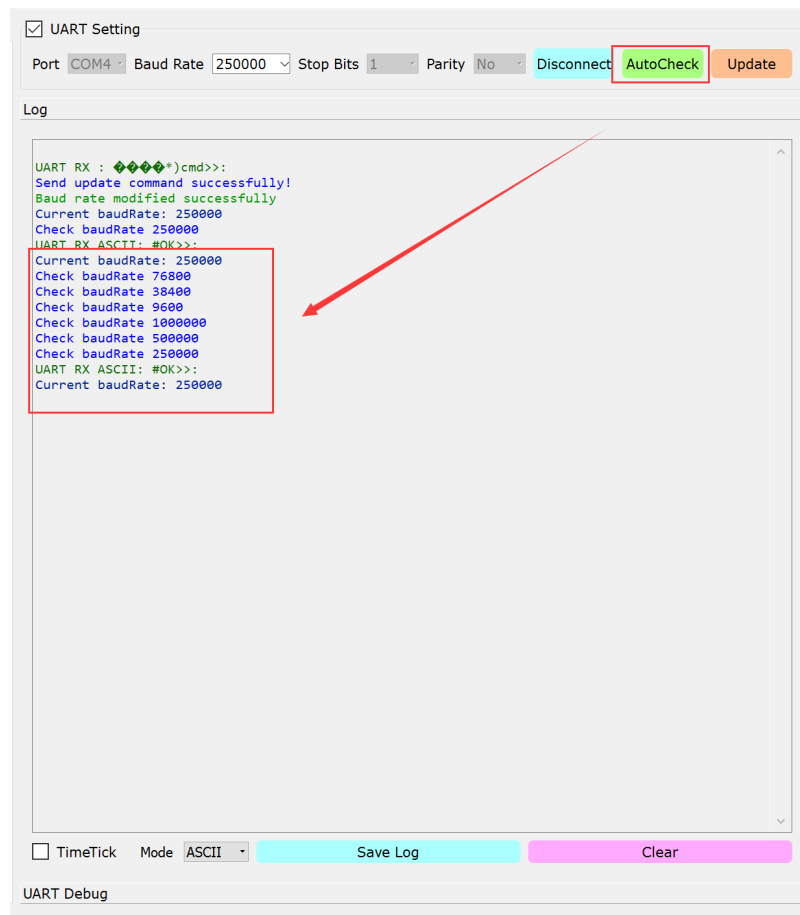 UART Setting
Port COM4 Baud Rate 250000 Stop Bits 1 Parity No Disconnect AutoCheck Update
Log
UART RX : ����*)cmd>>:
Send update command successfully!
Baud rate modified successfully
Current baudRate: 250000
Check baudRate 250000
UART RX ASCII: #OK>>:
Current baudRate: 250000
Check baudRate 76800
Check baudRate 38400
Check baudRate 9600
Check baudRate 1000000
Check baudRate 500000
Check baudRate 250000
UART RX ASCII: #OK>>:
Current baudRate: 250000
TimeTick Mode ASCII Save Log Clear
UART Debug